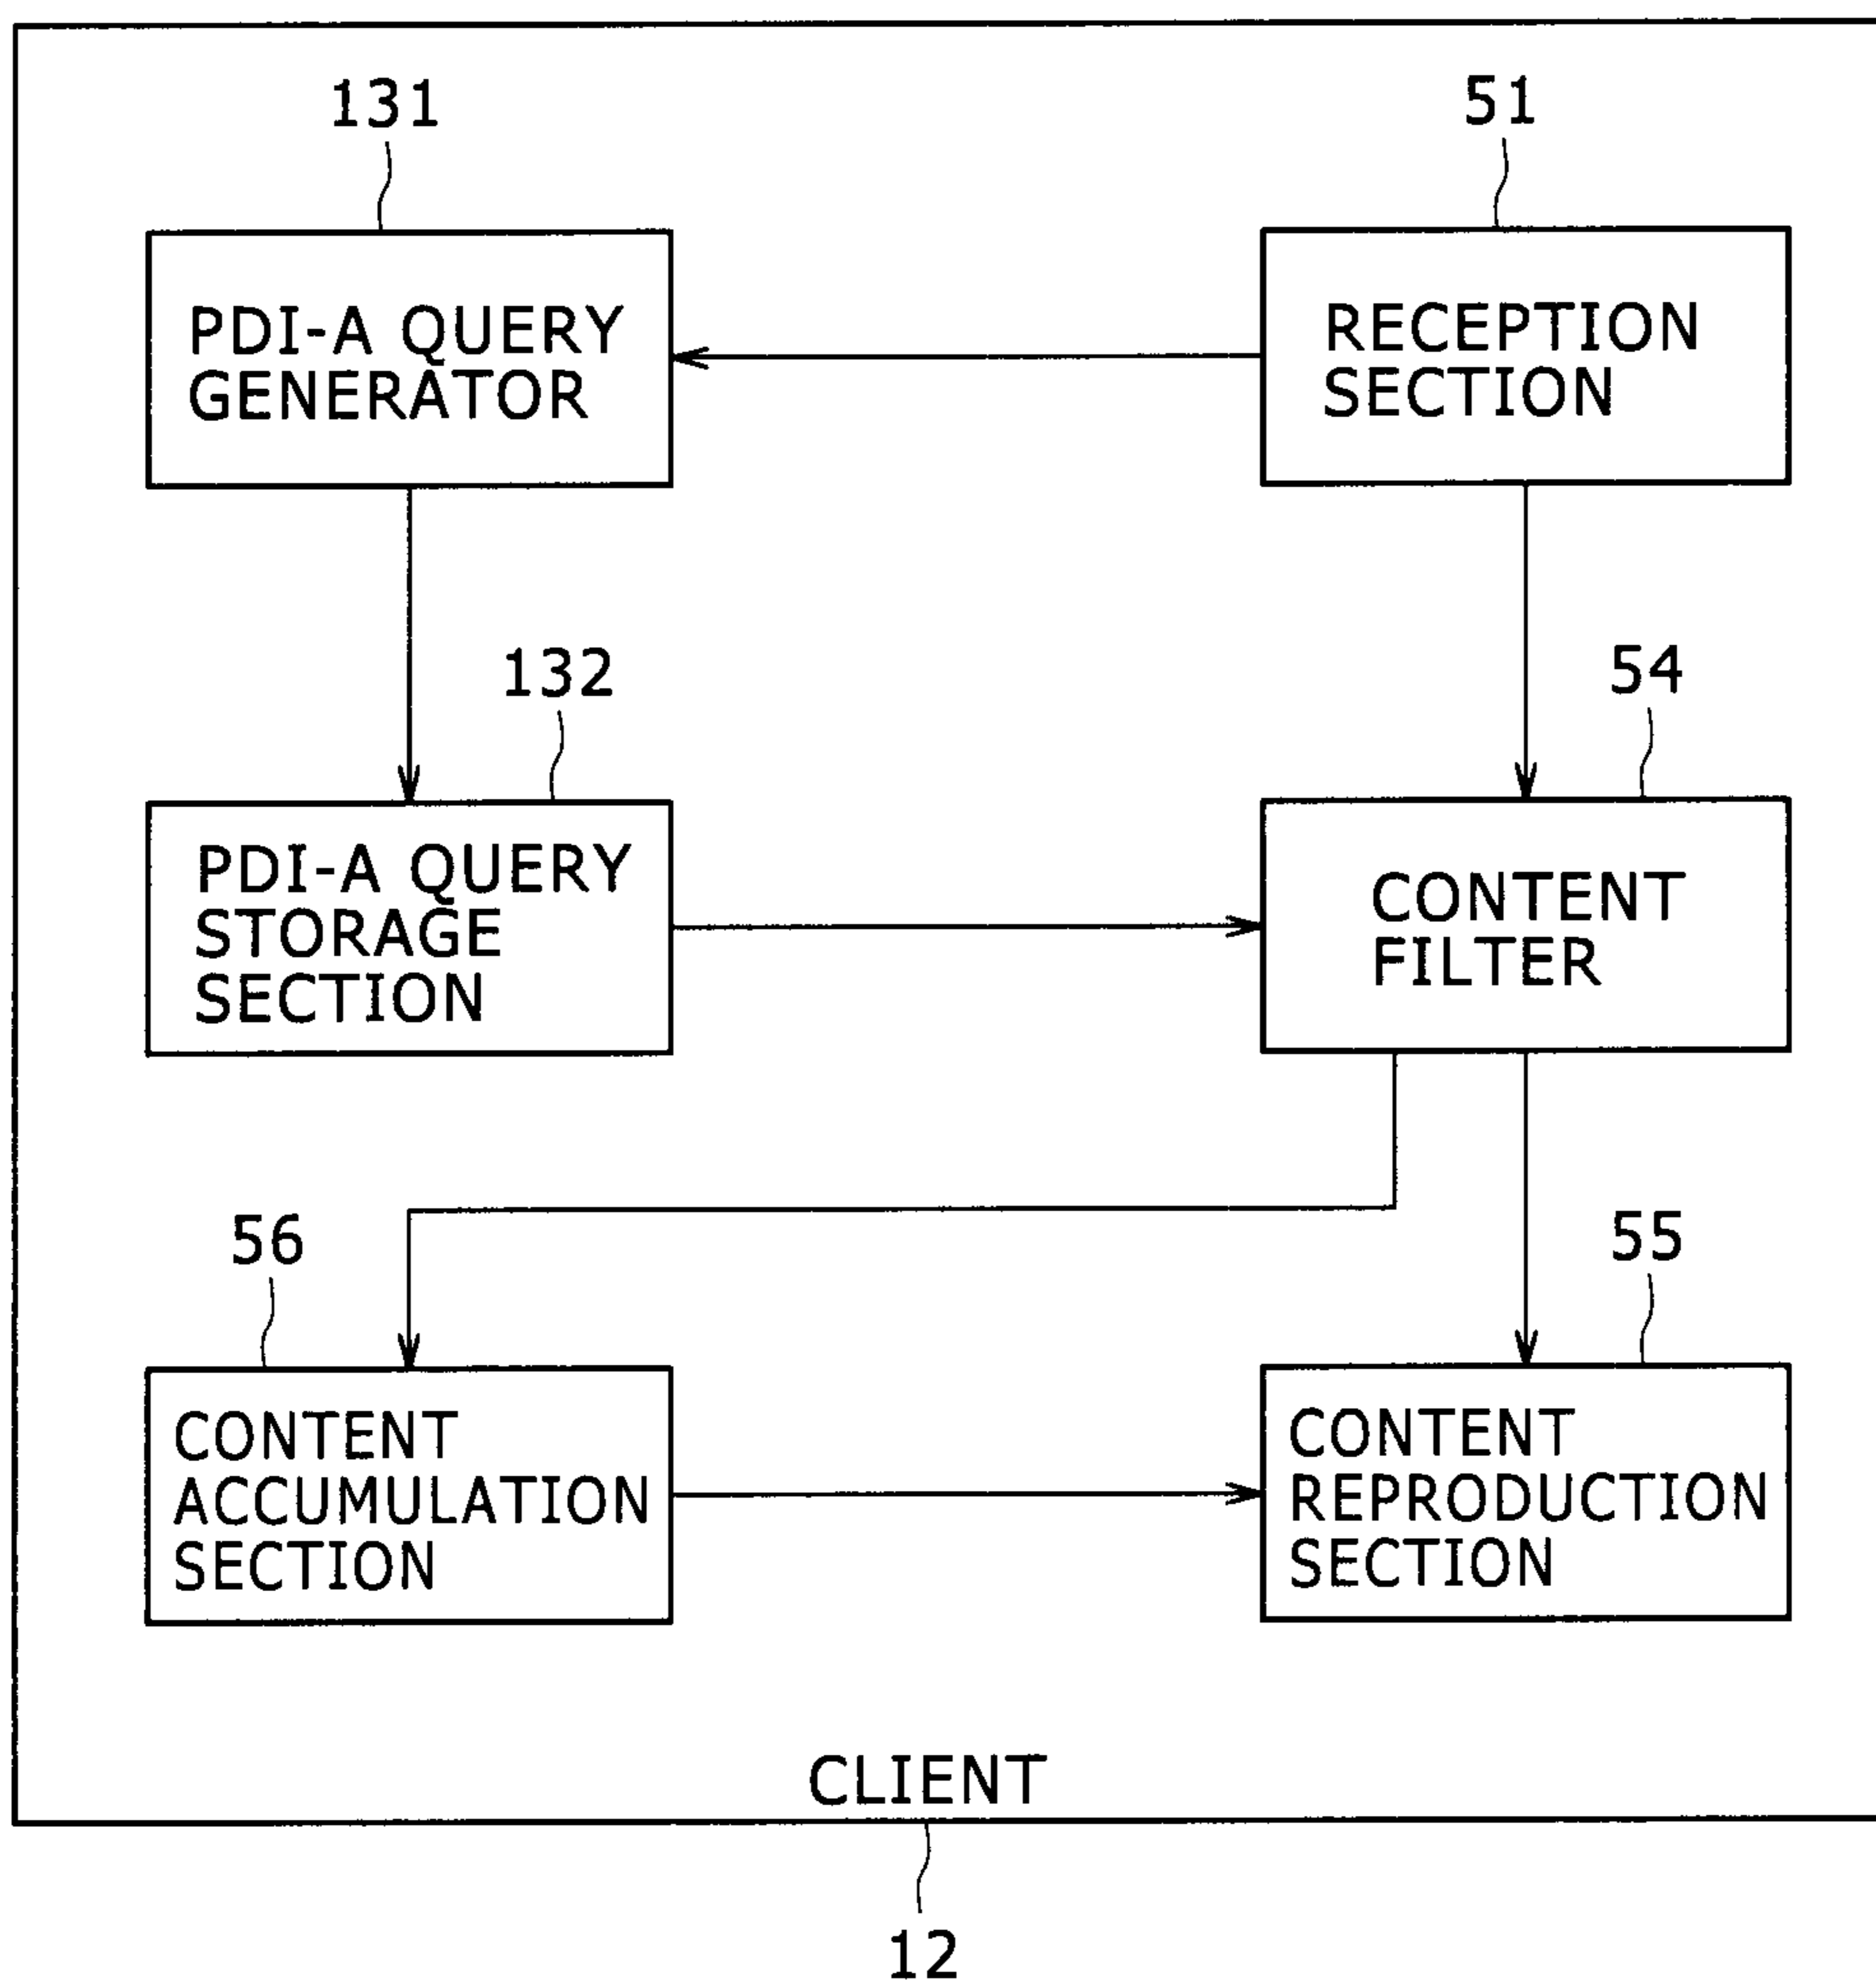 131
51
PDI-A QUERY
GENERATOR
RECEPTION
SECTION
132
54
PDI-A QUERY
STORAGE
SECTION
CONTENT
FILTER
56
55
CONTENT
ACCUMULATION
SECTION
CONTENT
REPRODUCTION
SECTION
CLIENT
12